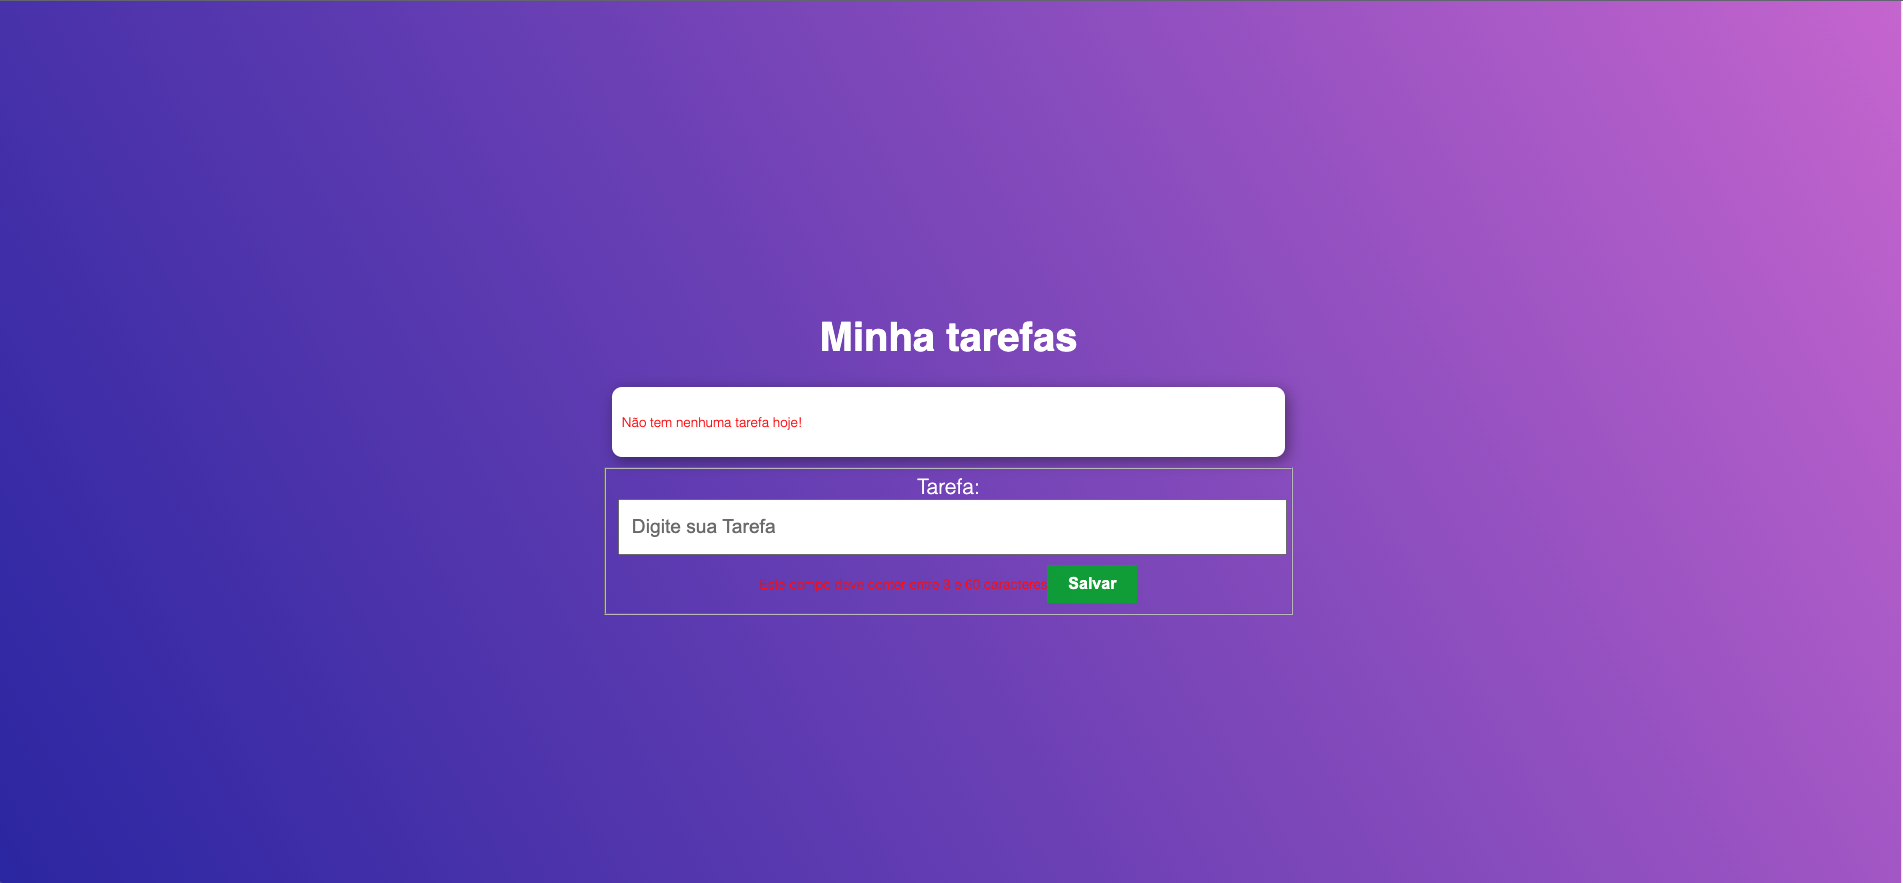 Minha tarefas
Não tem nenhuma tarefa hoje!
Tarefa:
Digite sua Tarefa
Este campo deve conter entre 3 e 60 caracteres Salvar